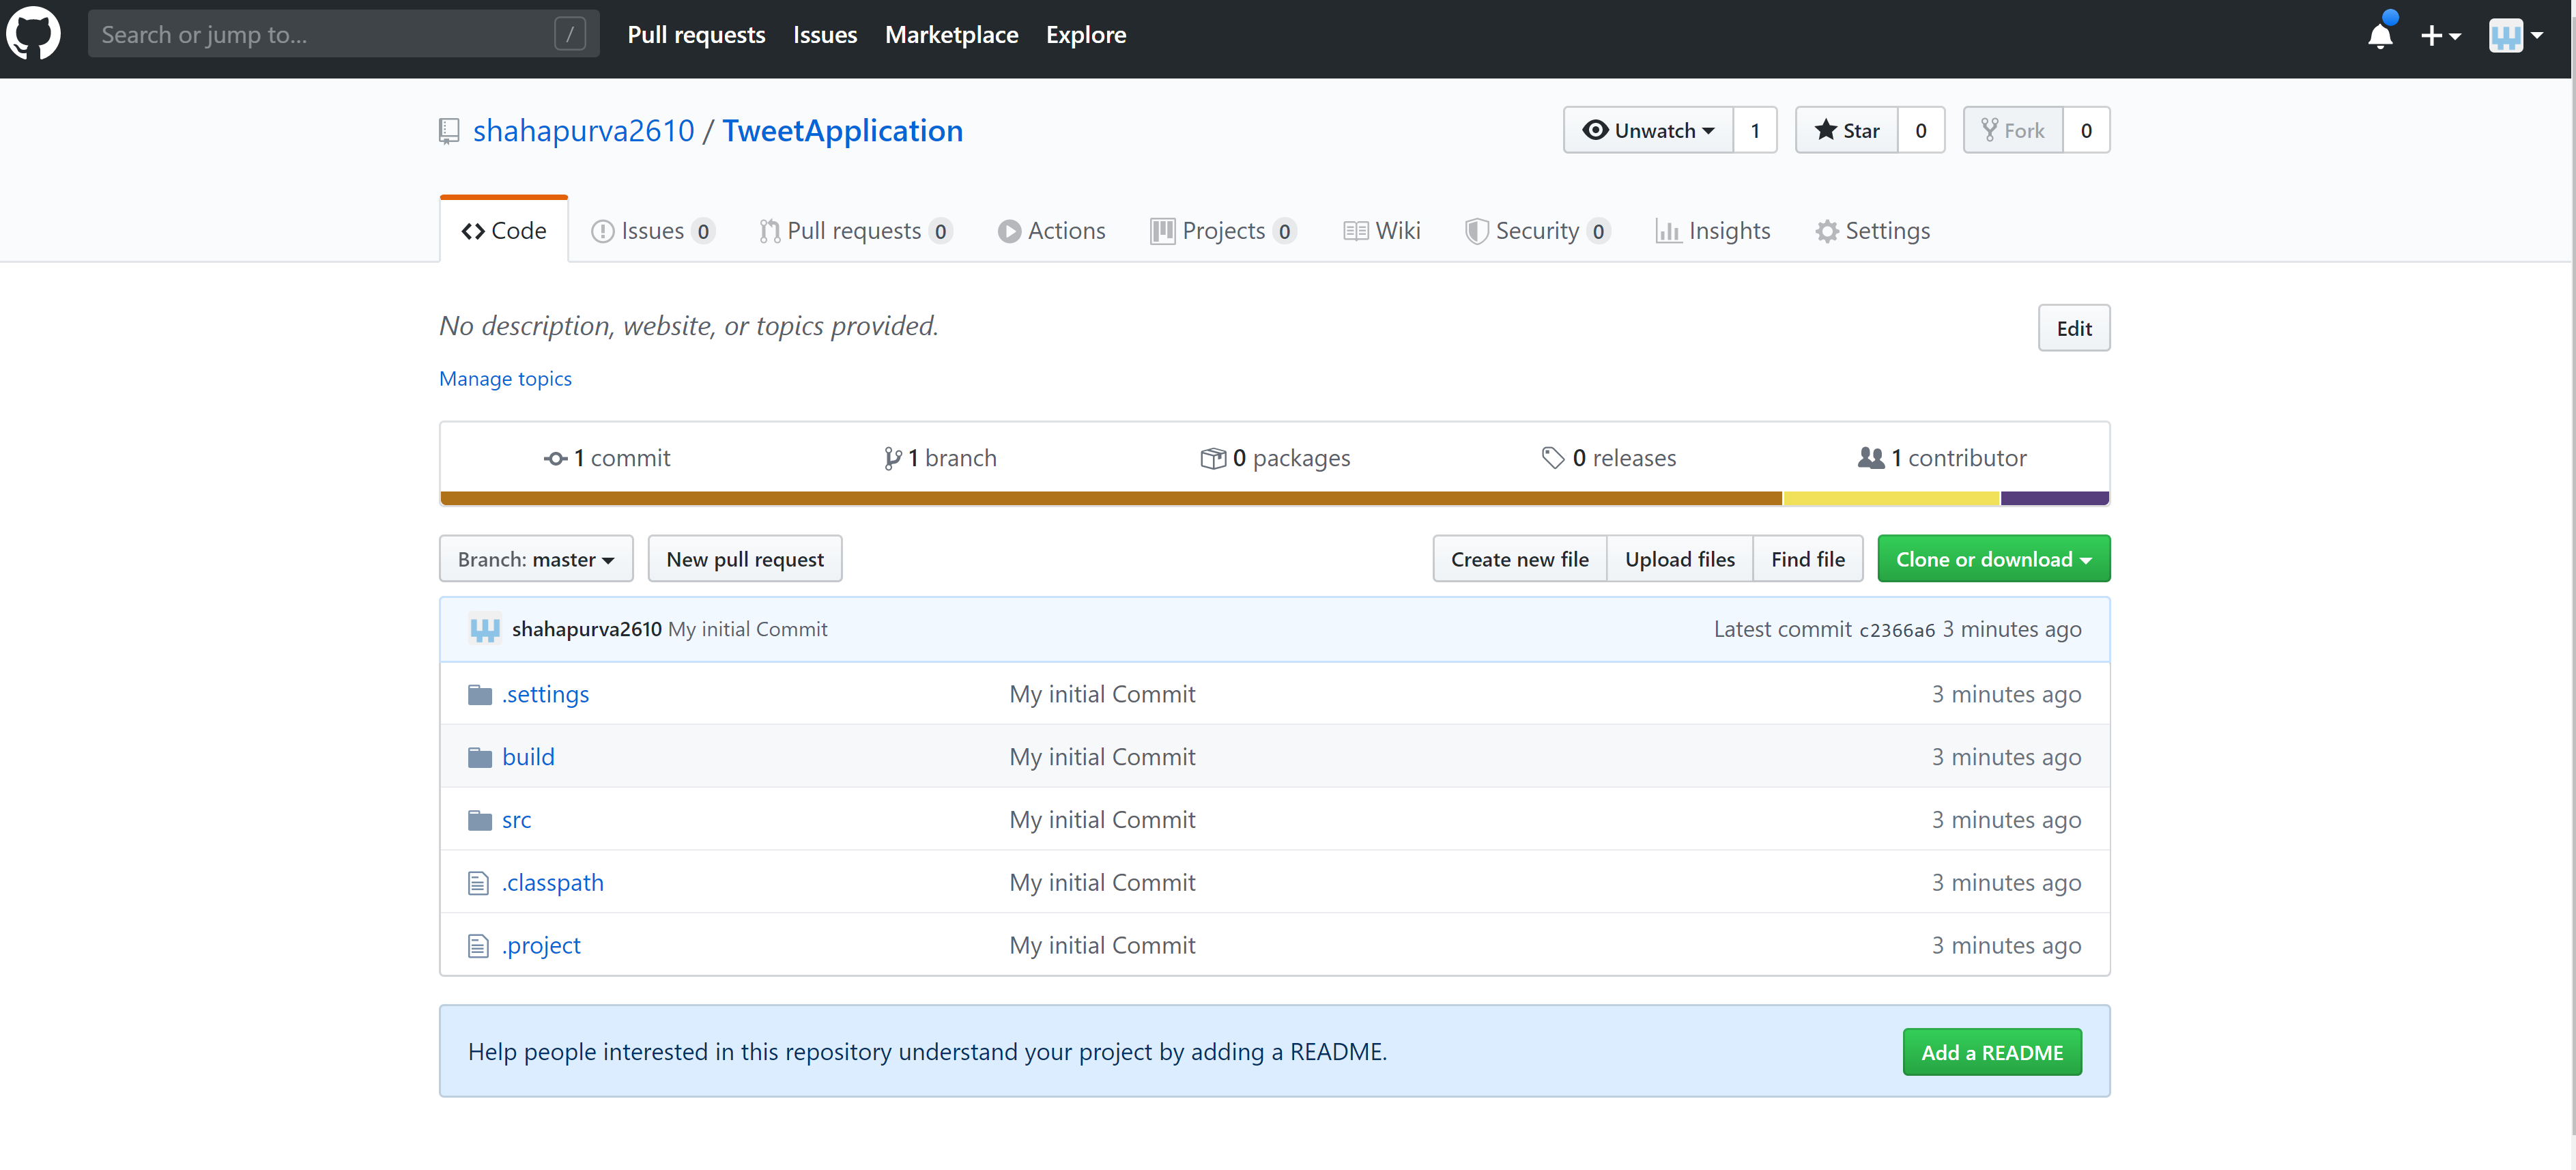 Search or jump to... /
Pull requests Issues Marketplace Explore
shahapurva2610 / TweetApplication
Unwatch 1 Star 0 Fork 0
Code Issues 0 Pull requests 0 Actions Projects 0 Wiki Security 0 Insights Settings
No description, website, or topics provided. Edit
Manage topics
1 commit 1 branch 0 packages 0 releases 1 contributor
Branch: master New pull request Create new file Upload files Find file Clone or download
shahapurva2610 My initial Commit Latest commit c2366a6 3 minutes ago
.settings My initial Commit 3 minutes ago
build My initial Commit 3 minutes ago
src My initial Commit 3 minutes ago
.classpath My initial Commit 3 minutes ago
.project My initial Commit 3 minutes ago
Help people interested in this repository understand your project by adding a README. Add a README